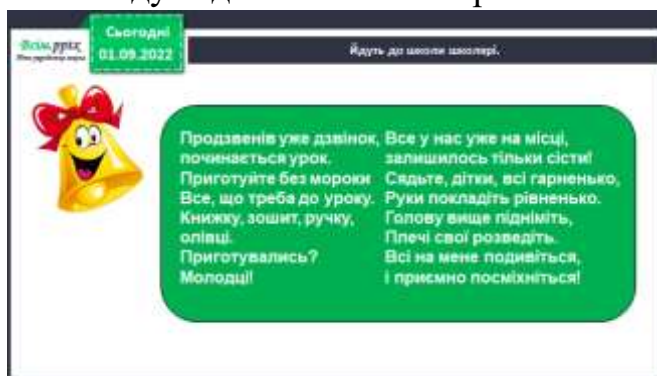 Сьогодні
01.09.2022
Всім.pptx
Йдуть до школи школярі.
Продзвенів уже дзвінок,
починається урок.
Приготуйте без мороки
Все, що треба до уроку.
Книжку, зошит, ручку,
олівці.
Приготувались?
Молодці!
Все у нас уже на місці,
залишилось тільки сісти!
Сядьте, дітки, всі гарненько,
Руки покладіть рівненько.
Голову вище підніміть,
Плечі свої розведіть.
Всі на мене подивіться,
і приємно посміхніться!